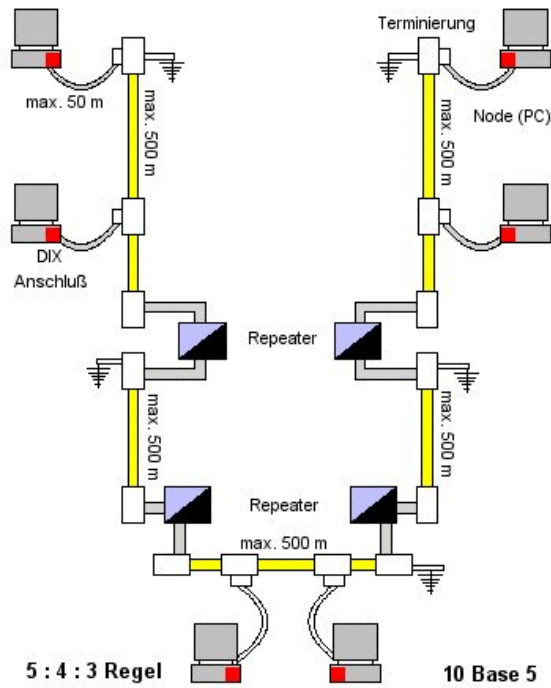 Terminierung
max. 50 m
Node (PC)
max. 500 m
max. 500 m
DIX
Anschluß
Repeater
max. 500 m
max. 500 m
Repeater
max. 500 m
5 : 4 : 3 Regel
10 Base 5